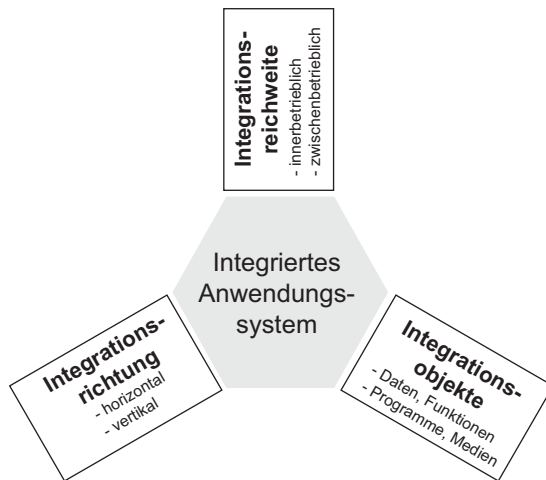 Integrations-
reichweite
- innerbetrieblich
- zwischenbetrieblich
Integriertes
Anwendungs-
system
Integrations-
richtung
- horizontal
- vertikal
Integrations-
objekte
- Daten, Funktionen
- Programme, Medien